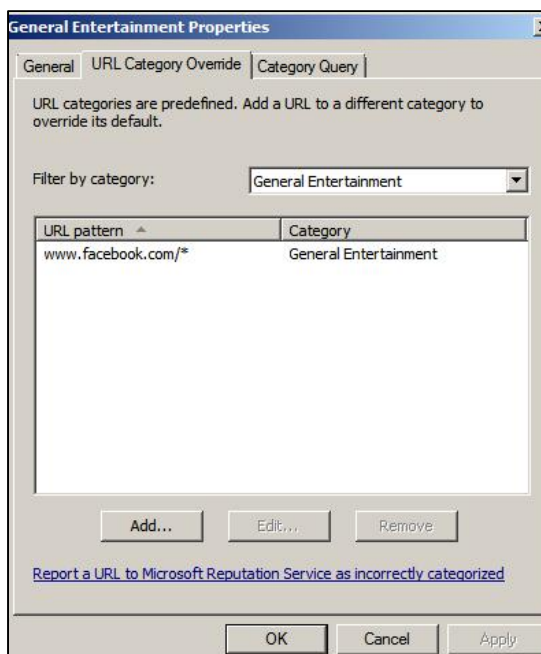 General Entertainment Properties
General
URL Category Override
Category Query
URL categories are predefined. Add a URL to a different category to
override its default.
Filter by category:
General Entertainment
URL pattern
Category
www.facebook.com/*
General Entertainment
Add...
Edit...
Remove
Report a URL to Microsoft Reputation Service as incorrectly categorized
OK
Cancel
Apply